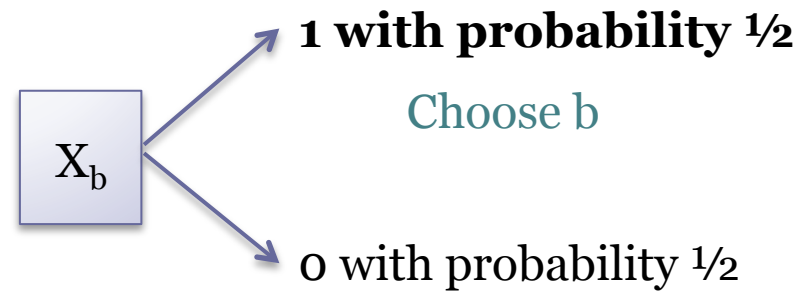 1 with probability ½
Choose b
X_b
0 with probability ½